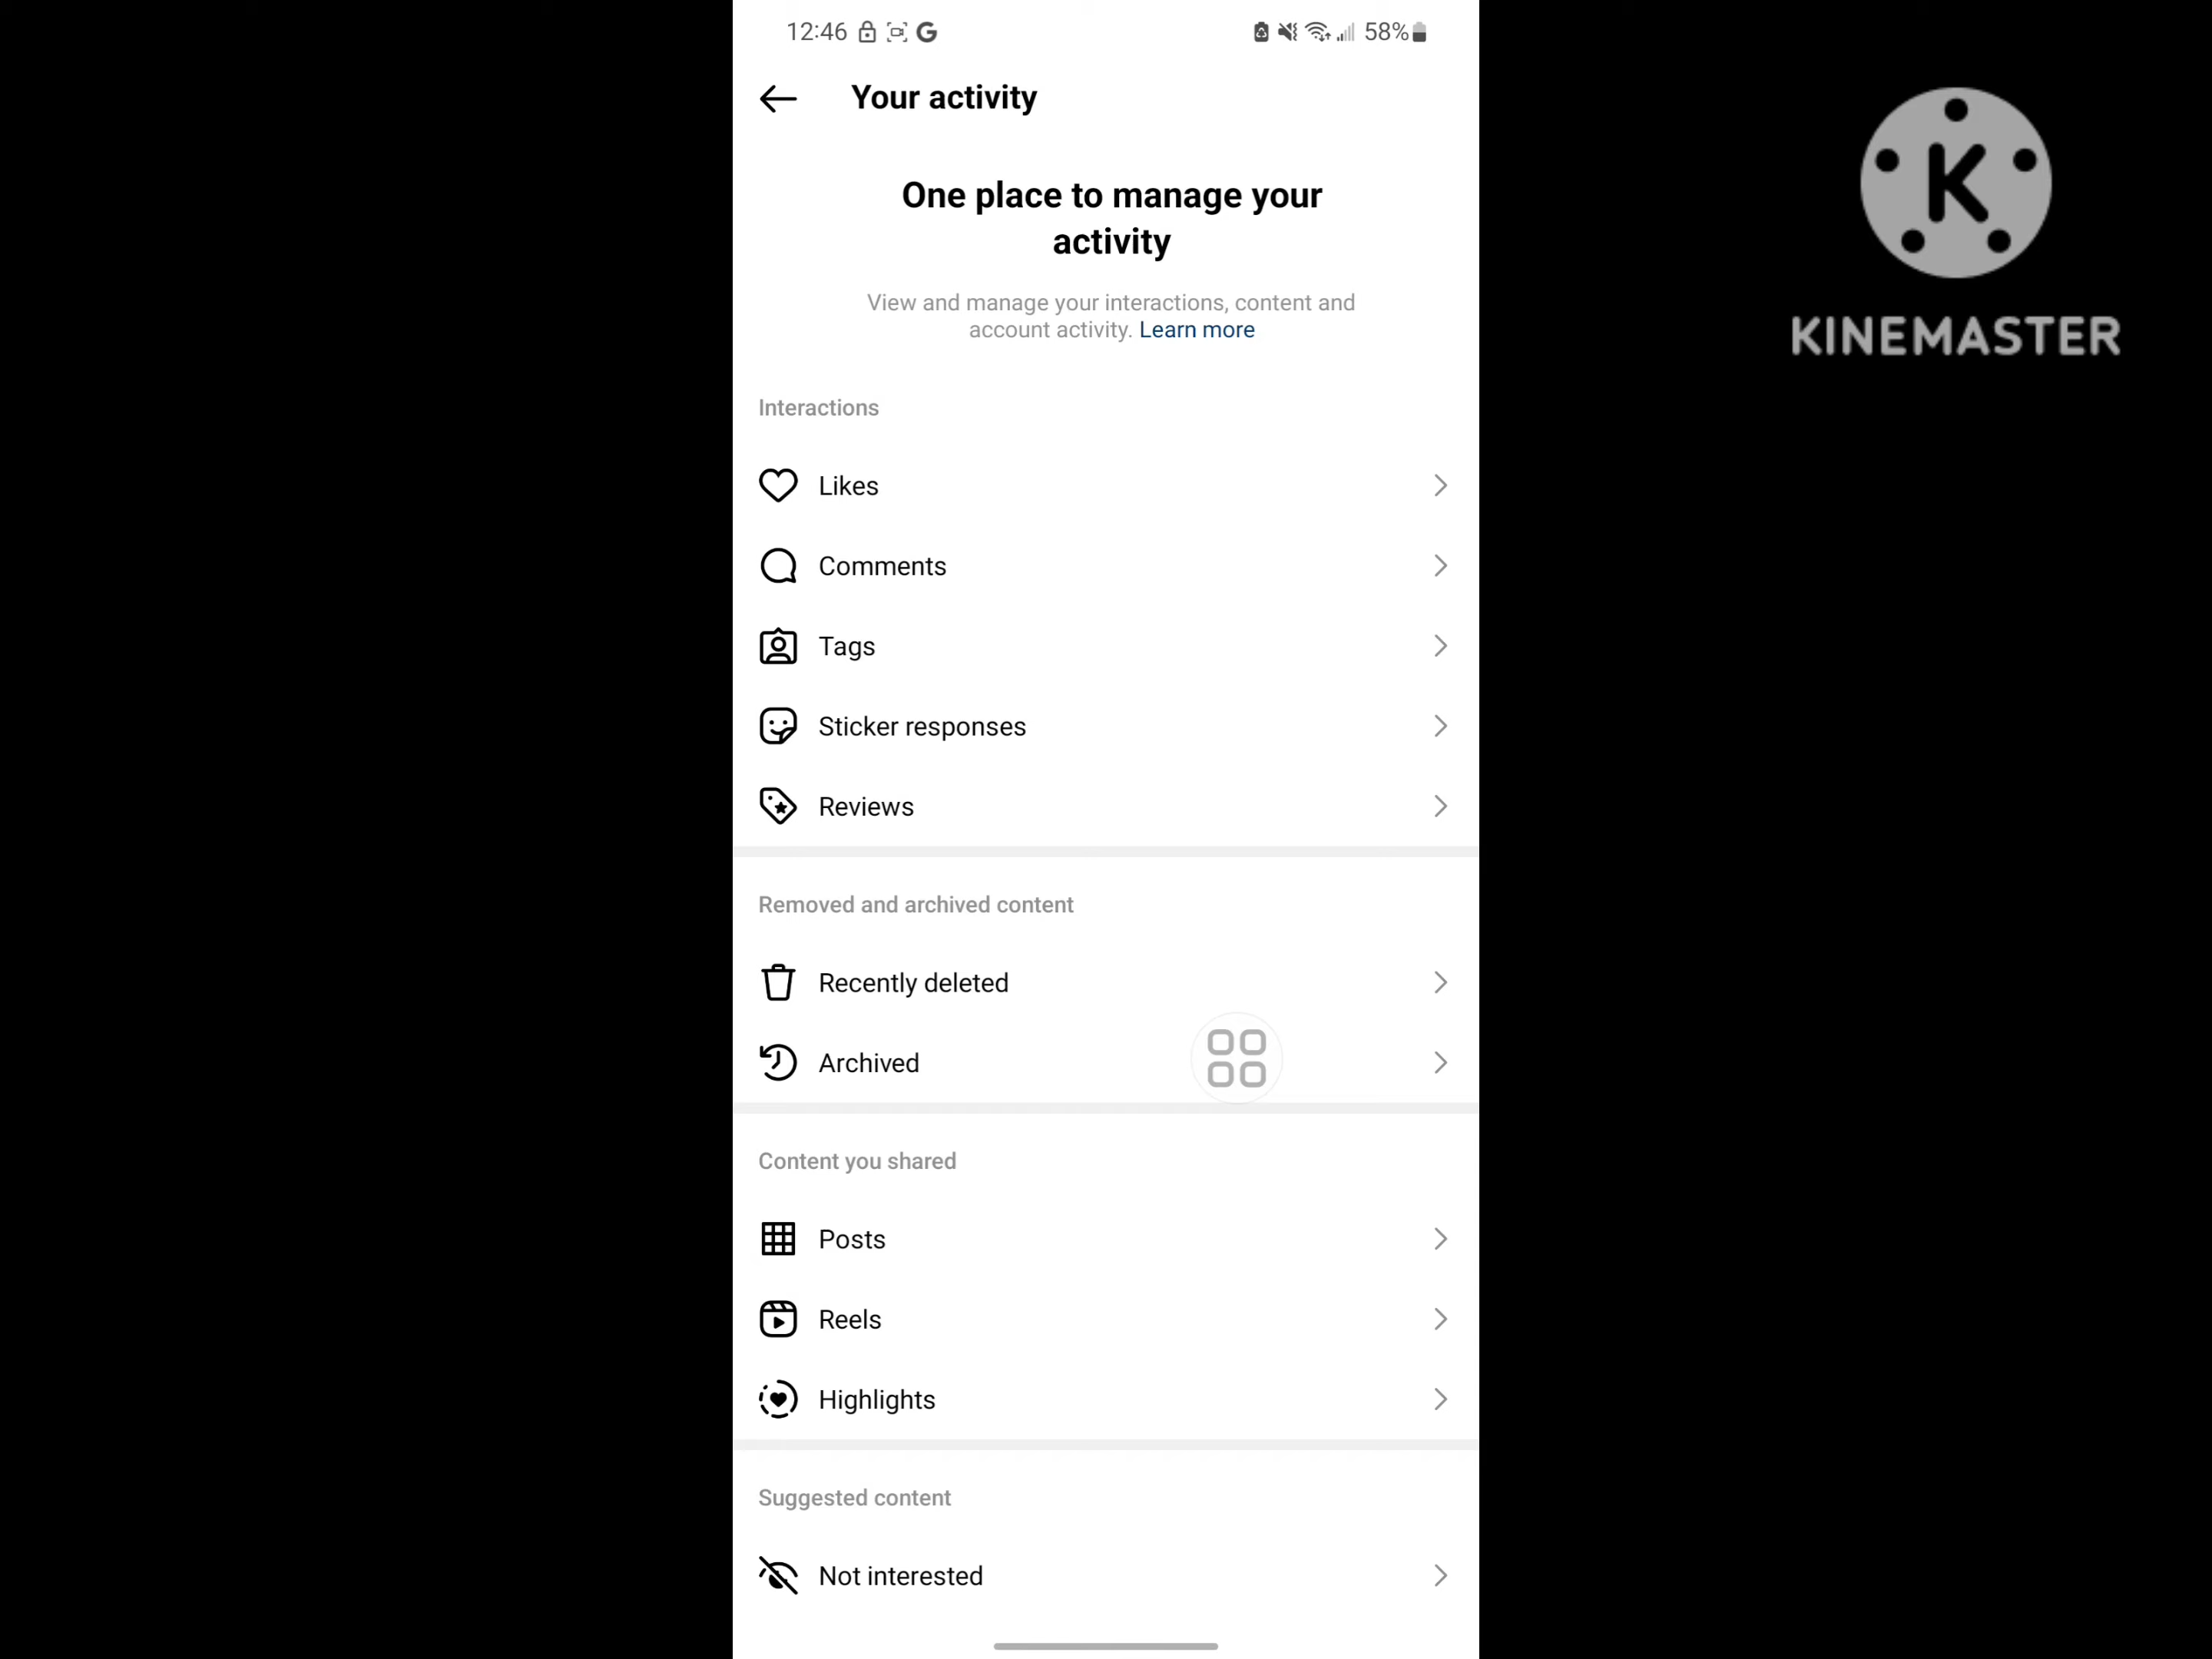 12:46 G 58%
Your activity
One place to manage your
activity
View and manage your interactions, content and
account activity. Learn more
Interactions
Likes
Comments
Tags
Sticker responses
Reviews
Removed and archived content
Recently deleted
Archived
Content you shared
Posts
Reels
Highlights
Suggested content
Not interested
K
KINEMASTER